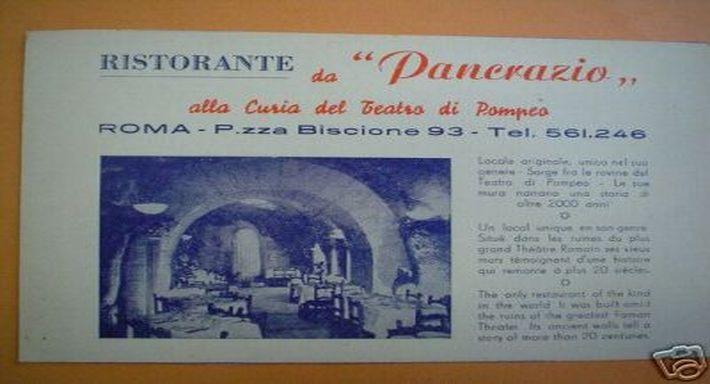 RISTORANTE da “Pancrazio„
alla Curia del Teatro di Pompeo
ROMA - P.zza Biscione 93 - Tel. 561.246
Locale originale, unico nel suo
genere - Sorge fra le rovine del
Teatro di Pompeo - Le sue
mura narrano una storia di
oltre 2000 anni
Un local unique en son genre.
Situé dans les ruines du plus
grand Théâtre Romain ses vieux
murs témoignent d'une histoire
qui remonte à plus 20 siècles.
The only restaurant of the kind
in the world It was built amid
the ruins of the greatest Roman
Theater. Its ancient walls tell a
story of more than 20 centuries